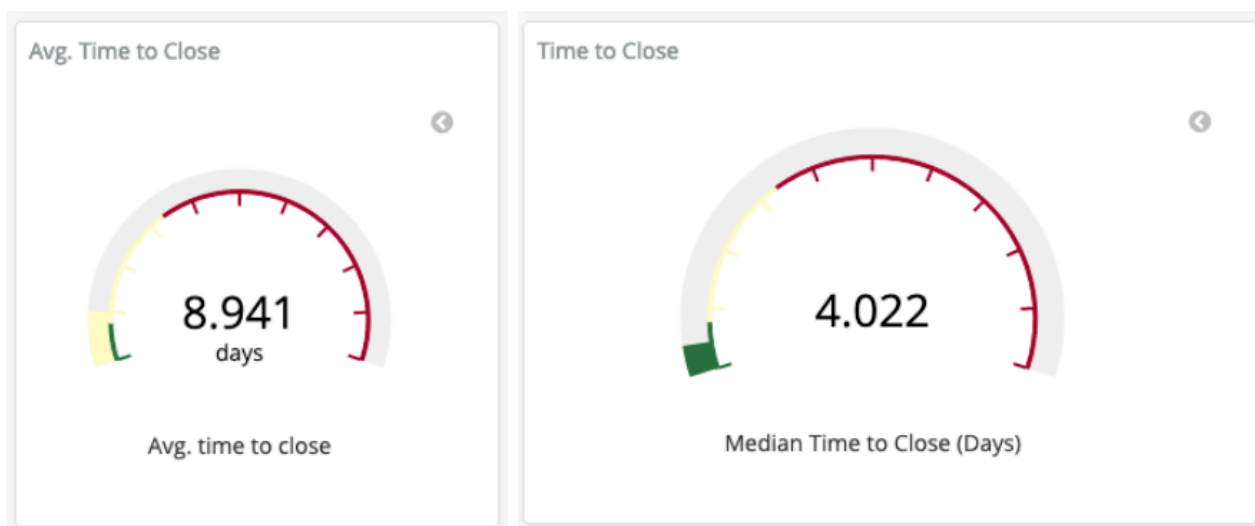 Avg. Time to Close
8.941
days
Avg. time to close
Time to Close
4.022
Median Time to Close (Days)